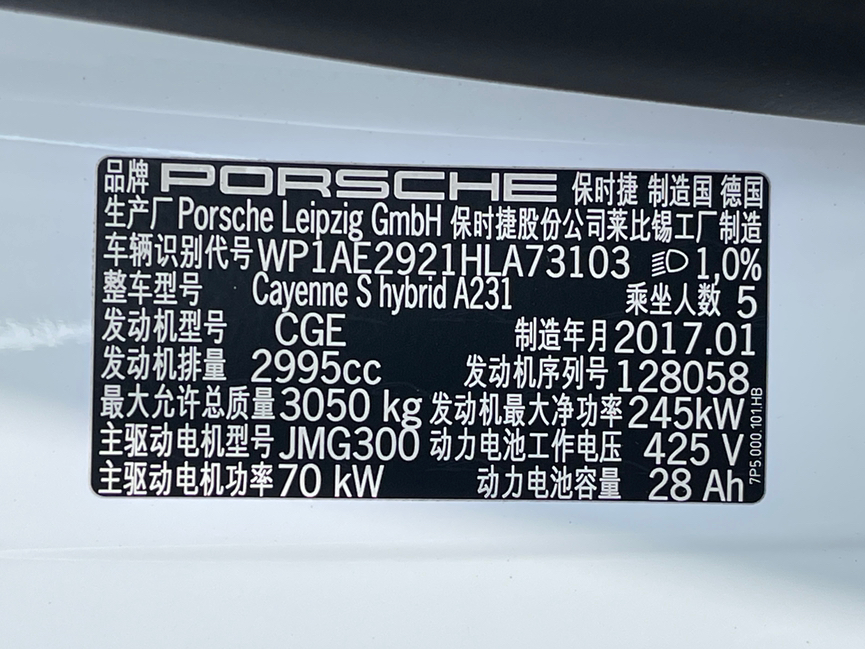 品牌 PORSCHE 保时捷 制造国 德国
生产厂 Porsche Leipzig GmbH 保时捷股份公司莱比锡工厂制造
车辆识别代号 WP1AE2921HLA73103 1,0%
整车型号 Cayenne S hybrid A231 乘坐人数 5
发动机型号 CGE 制造年月 2017.01
发动机排量 2995cc 发动机序列号 128058
最大允许总质量 3050 kg 发动机最大净功率 245kW
主驱动电机型号 JMG300 动力电池工作电压 425 V
主驱动电机功率 70 kW 动力电池容量 28 Ah
7P5.000.101.HB